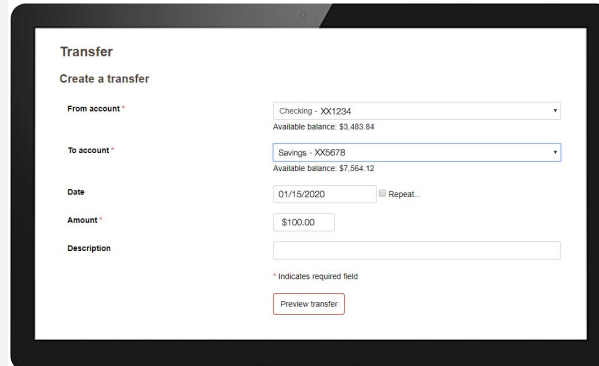 Transfer
Create a transfer
From account *
Checking - XX1234
Available balance: $3,483.84
To account *
Savings - XX5678
Available balance: $7,564.12
Date
01/15/2020 Repeat...
Amount *
$100.00
Description
* Indicates required field
Preview transfer